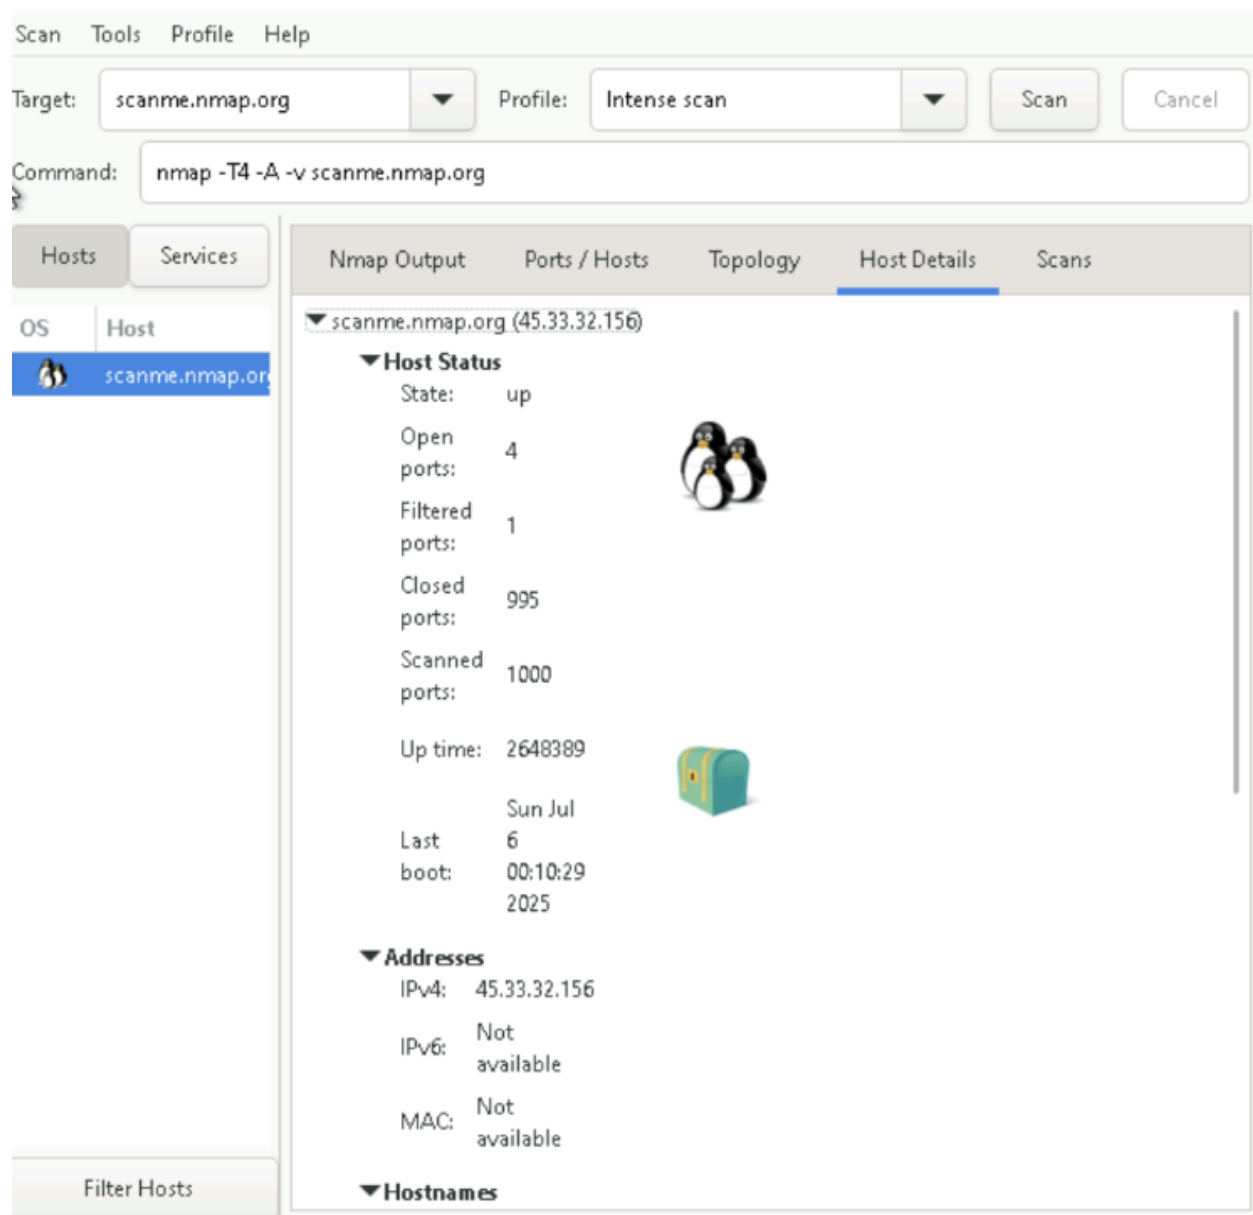 Scan Tools Profile Help
Target: scanme.nmap.org Profile: Intense scan Scan Cancel
Command: nmap -T4 -A -v scanme.nmap.org
Hosts Services
OS Host
scanme.nmap.or
Nmap Output Ports / Hosts Topology Host Details Scans
scanme.nmap.org (45.33.32.156)
Host Status
State: up
Open
ports: 4
Filtered
ports: 1
Closed
ports: 995
Scanned
ports: 1000
Up time: 2648389
Last
boot: Sun Jul
6
00:10:29
2025
Addresses
IPv4: 45.33.32.156
IPv6: Not
available
MAC: Not
available
Hostnames
Filter Hosts